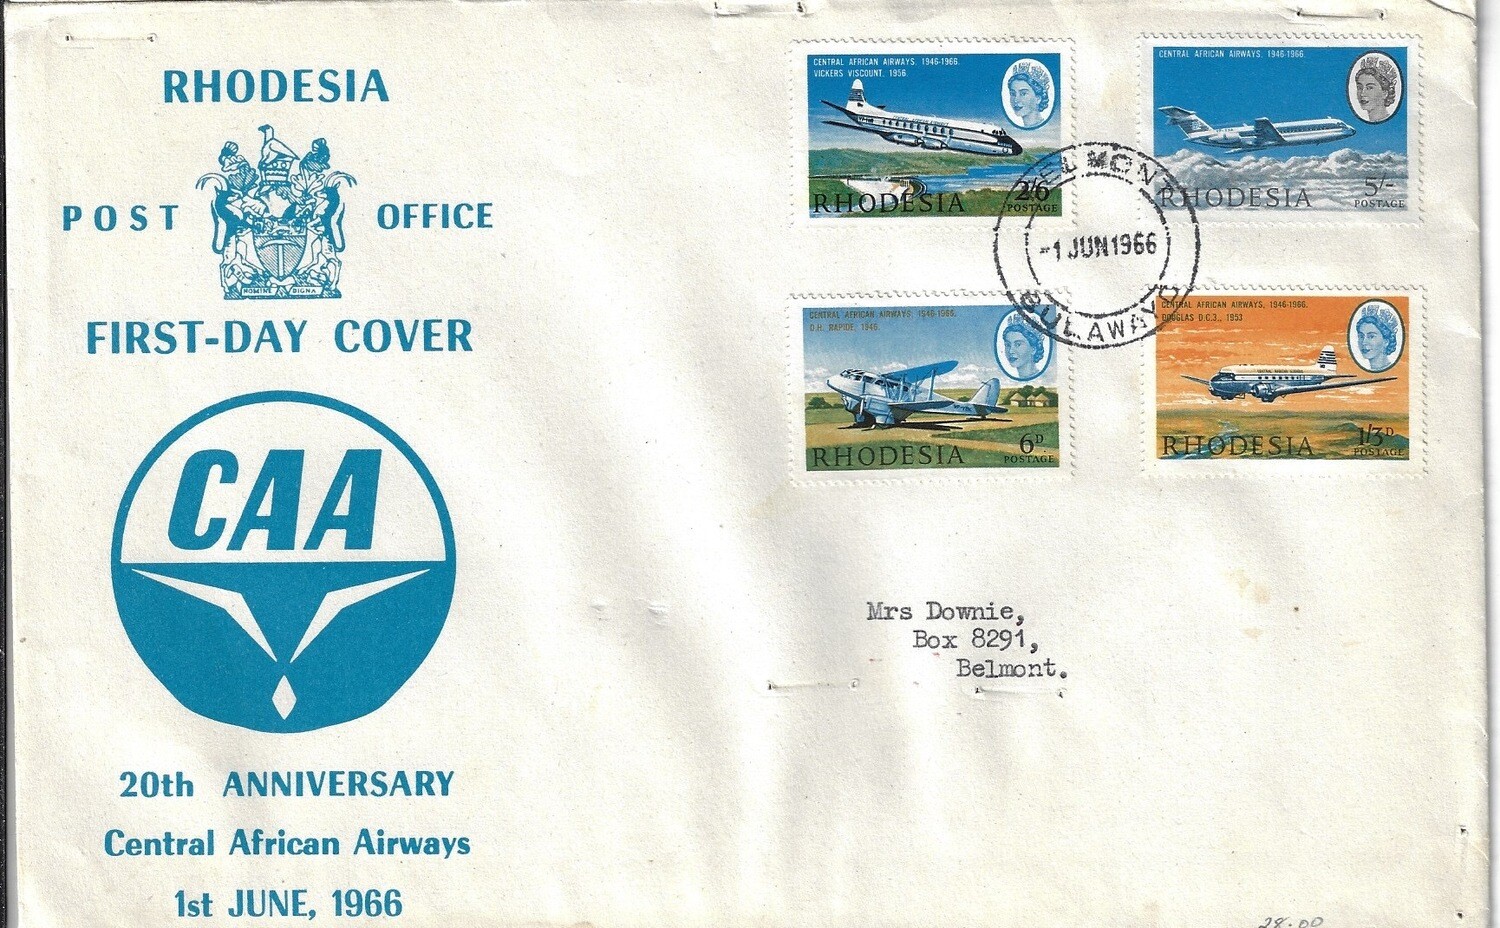 RHODESIA
POST OFFICE
FIRST-DAY COVER
CAA
20th ANNIVERSARY
Central African Airways
1st JUNE, 1966
CENTRAL AFRICAN AIRWAYS, 1946-1966.
VICKERS VISCOUNT, 1956.
2/6
RHODESIA POSTAGE
CENTRAL AFRICAN AIRWAYS, 1946-1966.
5/-
RHODESIA POSTAGE
BELMONT
-1 JUN 1966
BULAWAYO
CENTRAL AFRICAN AIRWAYS, 1946-1966.
D.H. RAPIDE, 1946.
6D
RHODESIA POSTAGE
CENTRAL AFRICAN AIRWAYS, 1946-1966.
DOUGLAS D.C.3., 1953
1/3D
RHODESIA POSTAGE
Mrs Downie,
Box 8291,
Belmont.
28.00